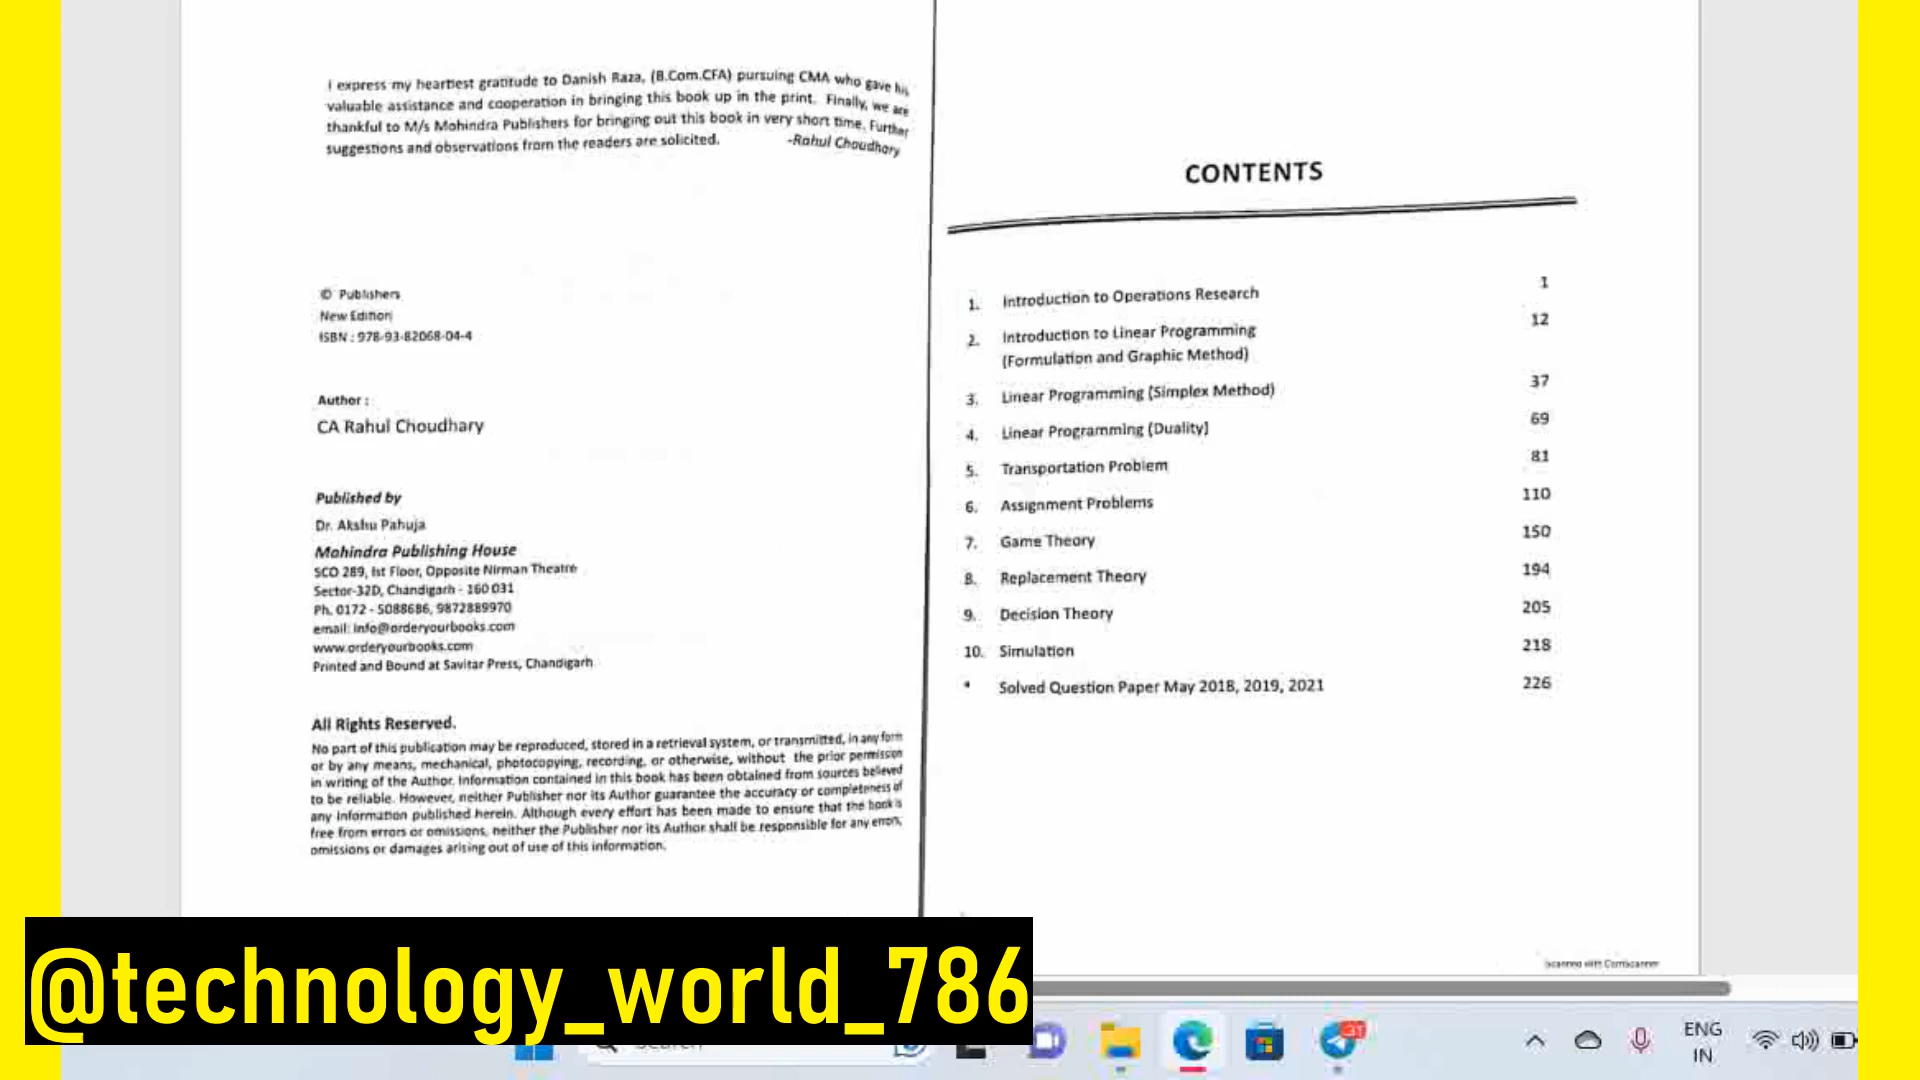 I express my heartiest gratitude to Danish Raza, (B.Com.CFA) pursuing CMA who gave his
valuable assistance and cooperation in bringing this book up in the print. Finally, we are
thankful to M/s Mohindra Publishers for bringing out this book in very short time. Further
suggestions and observations from the readers are solicited. -Rahul Choudhary
© Publishers
New Edition
ISBN : 978-93-82068-04-4
Author :
CA Rahul Choudhary
Published by
Dr. Akshu Pahuja
Mohindra Publishing House
SCO 289, Ist Floor, Opposite Nirman Theatre
Sector-32D, Chandigarh - 160 031
Ph. 0172 - 5088686, 9872889970
email: info@orderyourbooks.com
www.orderyourbooks.com
Printed and Bound at Savitar Press, Chandigarh
All Rights Reserved.
No part of this publication may be reproduced, stored in a retrieval system, or transmitted, in any form
or by any means, mechanical, photocopying, recording, or otherwise, without the prior permission
in writing of the Author. Information contained in this book has been obtained from sources believed
to be reliable. However, neither Publisher nor its Author guarantee the accuracy or completeness of
any information published herein. Although every effort has been made to ensure that the book is
free from errors or omissions, neither the Publisher nor its Author shall be responsible for any error,
omissions or damages arising out of use of this information.
CONTENTS
1. Introduction to Operations Research 1
2. Introduction to Linear Programming 12
(Formulation and Graphic Method)
3. Linear Programming (Simplex Method) 37
4. Linear Programming (Duality) 69
5. Transportation Problem 81
6. Assignment Problems 110
7. Game Theory 150
8. Replacement Theory 194
9. Decision Theory 205
10. Simulation 218
* Solved Question Paper May 2018, 2019, 2021 226
Scanned with CamScanner
@technology_world_786
Search
ENG
IN